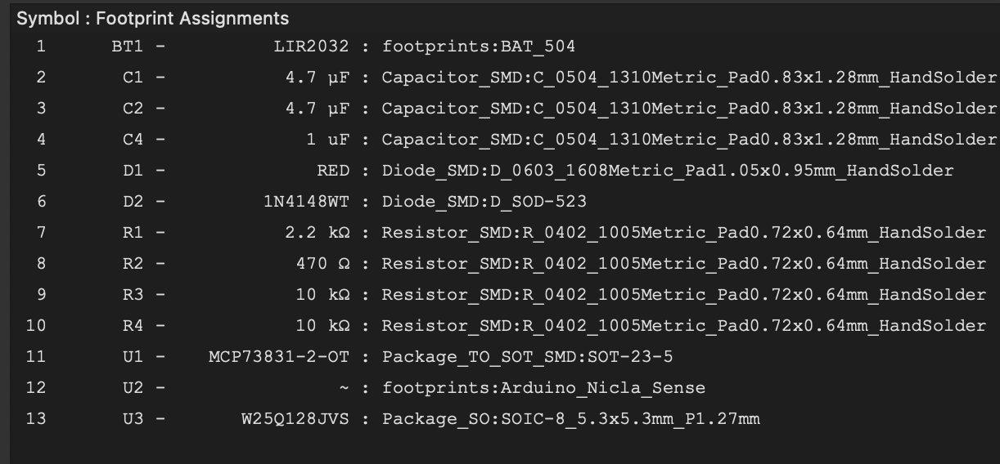 Symbol : Footprint Assignments
1 BT1 - LIR2032 : footprints:BAT_504
2 C1 - 4.7 µF : Capacitor_SMD:C_0504_1310Metric_Pad0.83x1.28mm_HandSolder
3 C2 - 4.7 µF : Capacitor_SMD:C_0504_1310Metric_Pad0.83x1.28mm_HandSolder
4 C4 - 1 uF : Capacitor_SMD:C_0504_1310Metric_Pad0.83x1.28mm_HandSolder
5 D1 - RED : Diode_SMD:D_0603_1608Metric_Pad1.05x0.95mm_HandSolder
6 D2 - 1N4148WT : Diode_SMD:D_SOD-523
7 R1 - 2.2 kΩ : Resistor_SMD:R_0402_1005Metric_Pad0.72x0.64mm_HandSolder
8 R2 - 470 Ω : Resistor_SMD:R_0402_1005Metric_Pad0.72x0.64mm_HandSolder
9 R3 - 10 kΩ : Resistor_SMD:R_0402_1005Metric_Pad0.72x0.64mm_HandSolder
10 R4 - 10 kΩ : Resistor_SMD:R_0402_1005Metric_Pad0.72x0.64mm_HandSolder
11 U1 - MCP73831-2-OT : Package_TO_SOT_SMD:SOT-23-5
12 U2 - ~ : footprints:Arduino_Nicla_Sense
13 U3 - W25Q128JVS : Package_SO:SOIC-8_5.3x5.3mm_P1.27mm